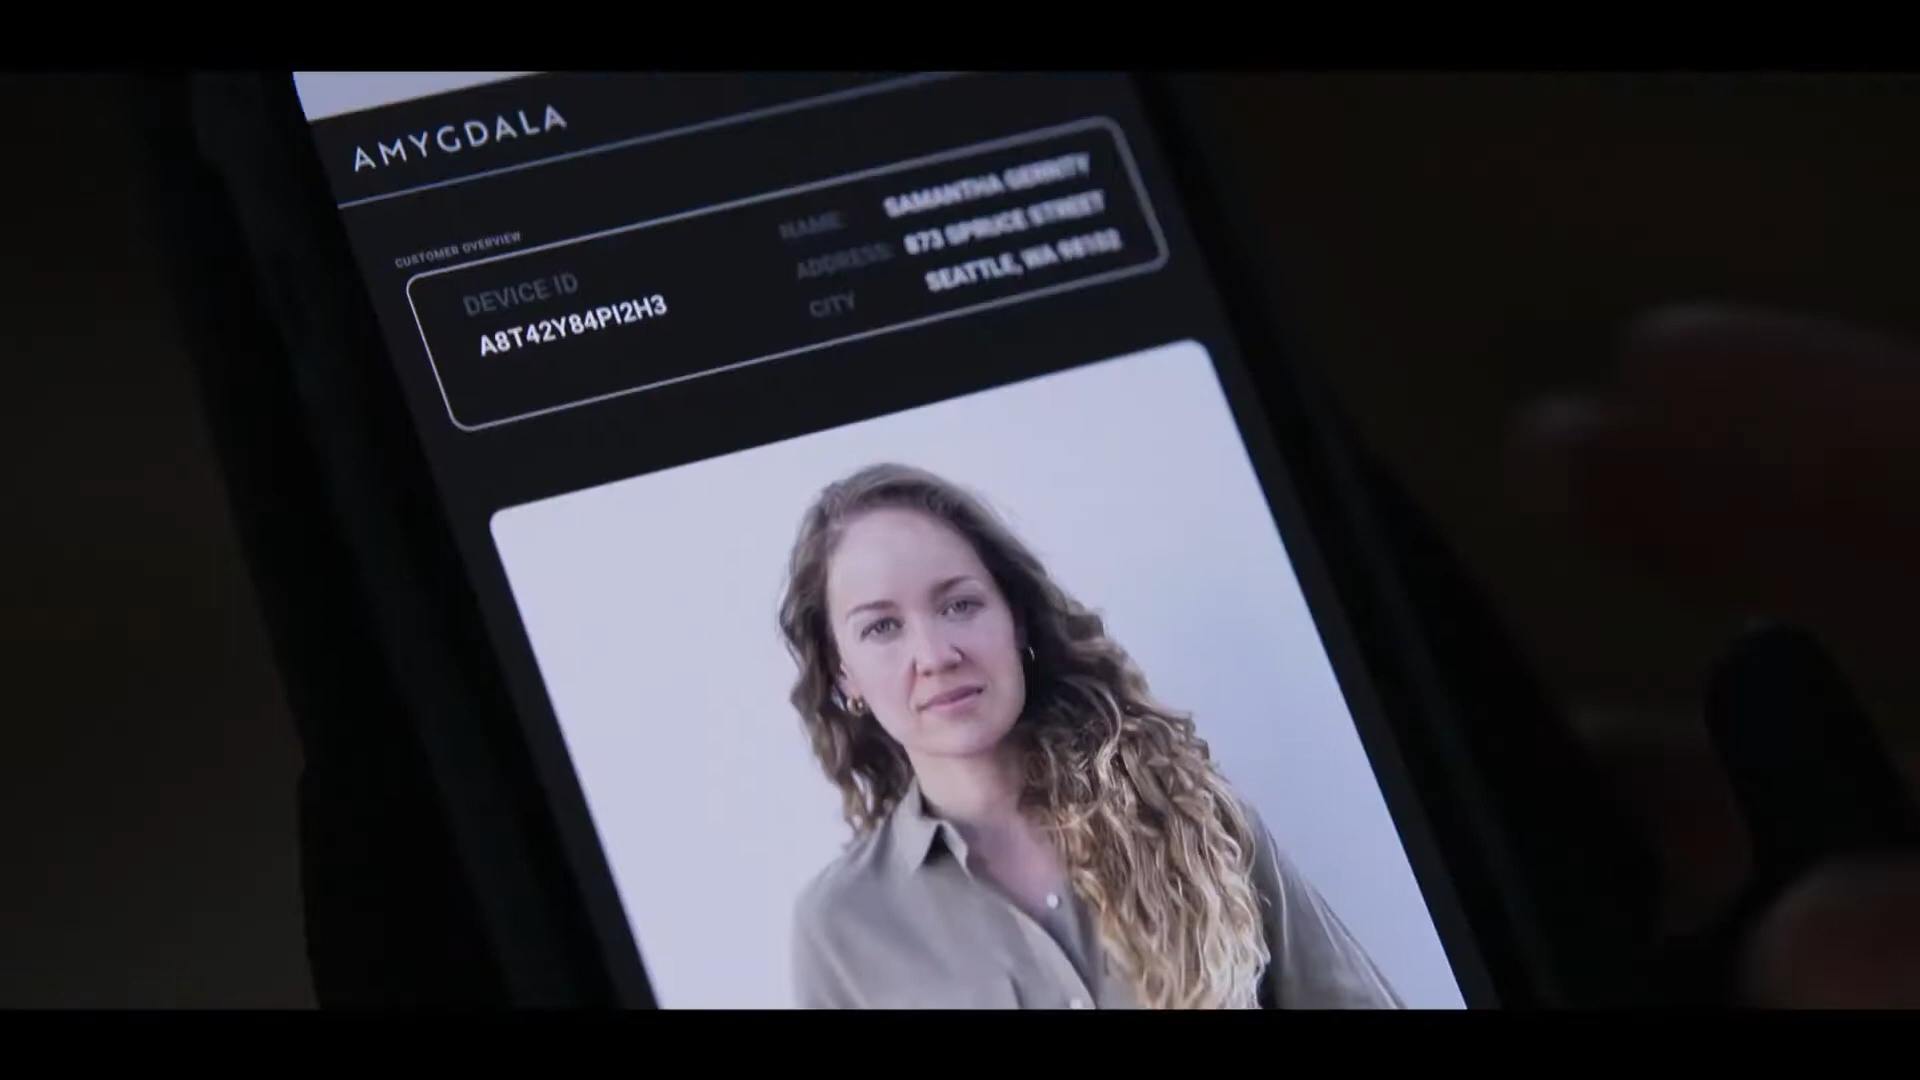 AMYGDALA
CUSTOMER OVERVIEW
DEVICE ID
A8T42Y84PI2H3
NAME: SAMANTHA GERRITY
ADDRESS: 873 SPRUCE STREET
CITY SEATTLE, WA